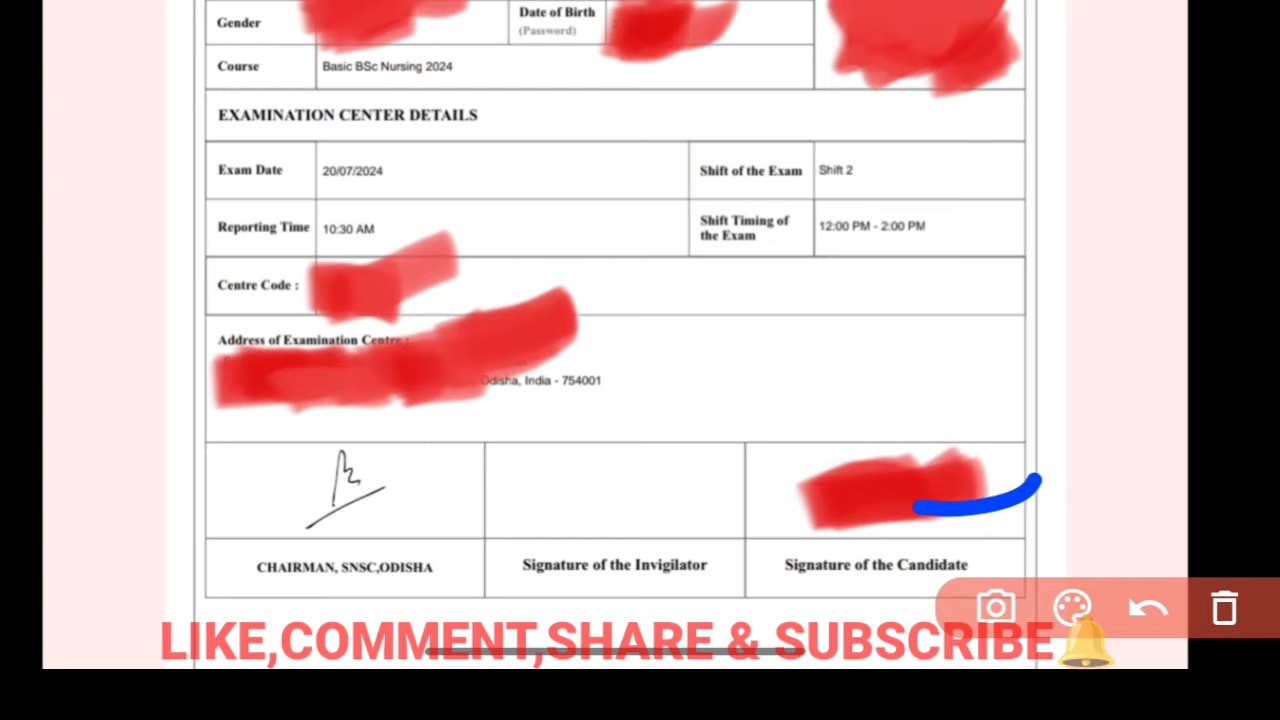 Gender
Date of Birth
(Password)
Course
Basic BSc Nursing 2024
EXAMINATION CENTER DETAILS
Exam Date
20/07/2024
Shift of the Exam
Shift 2
Reporting Time
10:30 AM
Shift Timing of
the Exam
12:00 PM - 2:00 PM
Centre Code :
Address of Examination Centre :
Odisha, India - 754001
CHAIRMAN, SNSC,ODISHA
Signature of the Invigilator
Signature of the Candidate
LIKE,COMMENT,SHARE & SUBSCRIBE